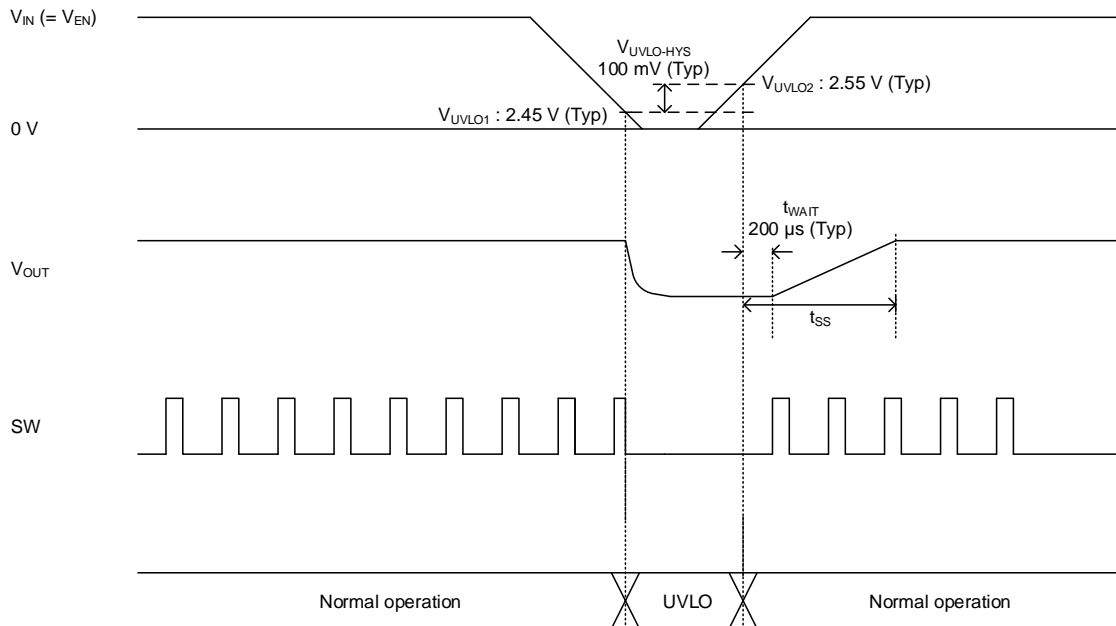 VIN (= VEN)
VUVLO-HYS
100 mV (Typ)
VUVLO2 : 2.55 V (Typ)
VUVLO1 : 2.45 V (Typ)
0 V
tWAIT
200 µs (Typ)
VOUT
tSS
SW
Normal operation
UVLO
Normal operation